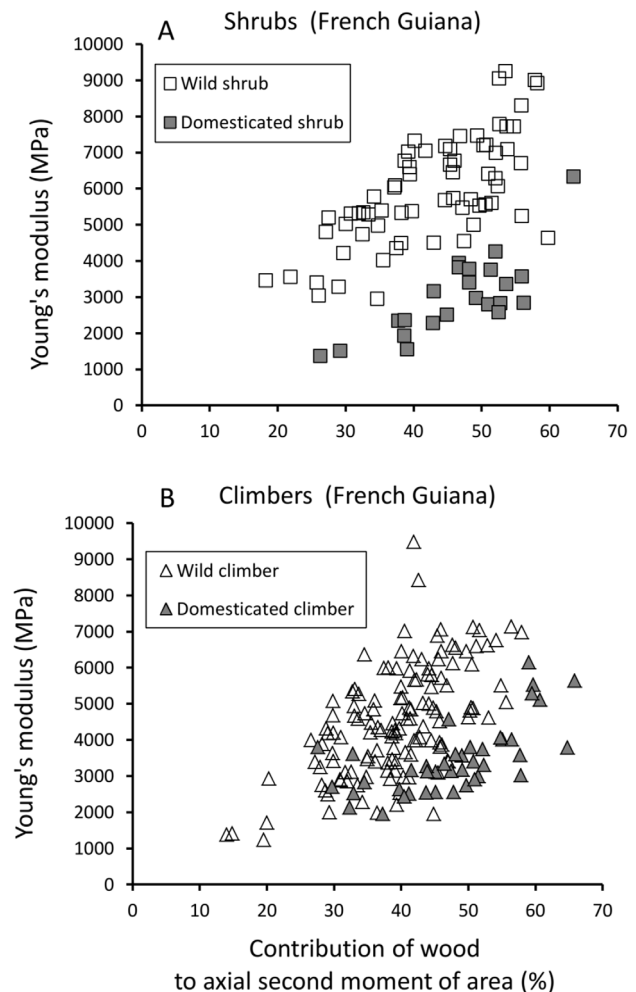 A
Shrubs (French Guiana)
10000
9000
8000
7000
6000
5000
4000
3000
2000
1000
0
Young's modulus (MPa)
Wild shrub
Domesticated shrub
0 10 20 30 40 50 60 70
B Climbers (French Guiana)
10000
9000
8000
7000
6000
5000
4000
3000
2000
1000
0
Young's modulus (MPa)
Wild climber
Domesticated climber
0 10 20 30 40 50 60 70
Contribution of wood
to axial second moment of area (%)